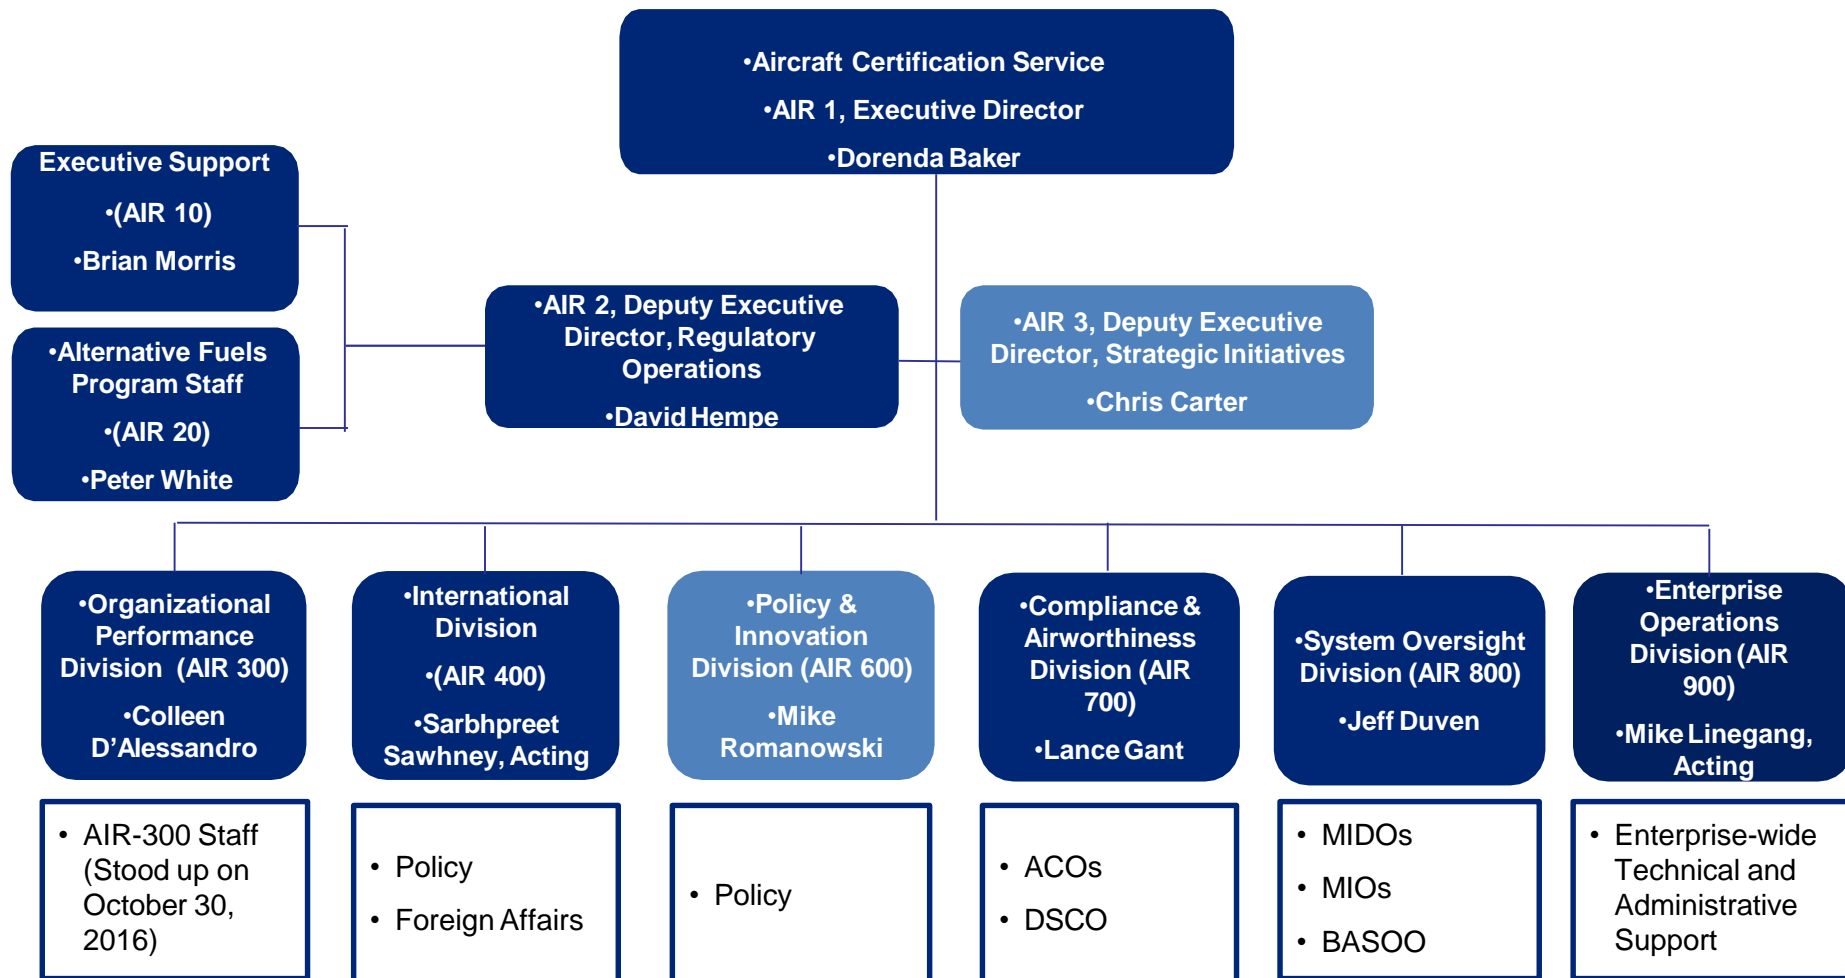 •Aircraft Certification Service
•AIR 1, Executive Director
•Dorenda Baker
Executive Support
•(AIR 10)
•Brian Morris
•Alternative Fuels
Program Staff
•(AIR 20)
•Peter White
•AIR 2, Deputy Executive
Director, Regulatory
Operations
•David Hempe
•AIR 3, Deputy Executive
Director, Strategic Initiatives
•Chris Carter
•Organizational
Performance
Division (AIR 300)
•Colleen
D’Alessandro
•International
Division
•(AIR 400)
•Sarbhpreet
Sawhney, Acting
•Policy &
Innovation
Division (AIR 600)
•Mike
Romanowski
•Compliance &
Airworthiness
Division (AIR
700)
•Lance Gant
•System Oversight
Division (AIR 800)
•Jeff Duven
•Enterprise
Operations
Division (AIR
900)
•Mike Linegang,
Acting
• AIR-300 Staff
(Stood up on
October 30,
2016)
• Policy
• Foreign Affairs
• Policy
• ACOs
• DSCO
• MIDOs
• MIOs
• BASOO
• Enterprise-wide
Technical and
Administrative
Support